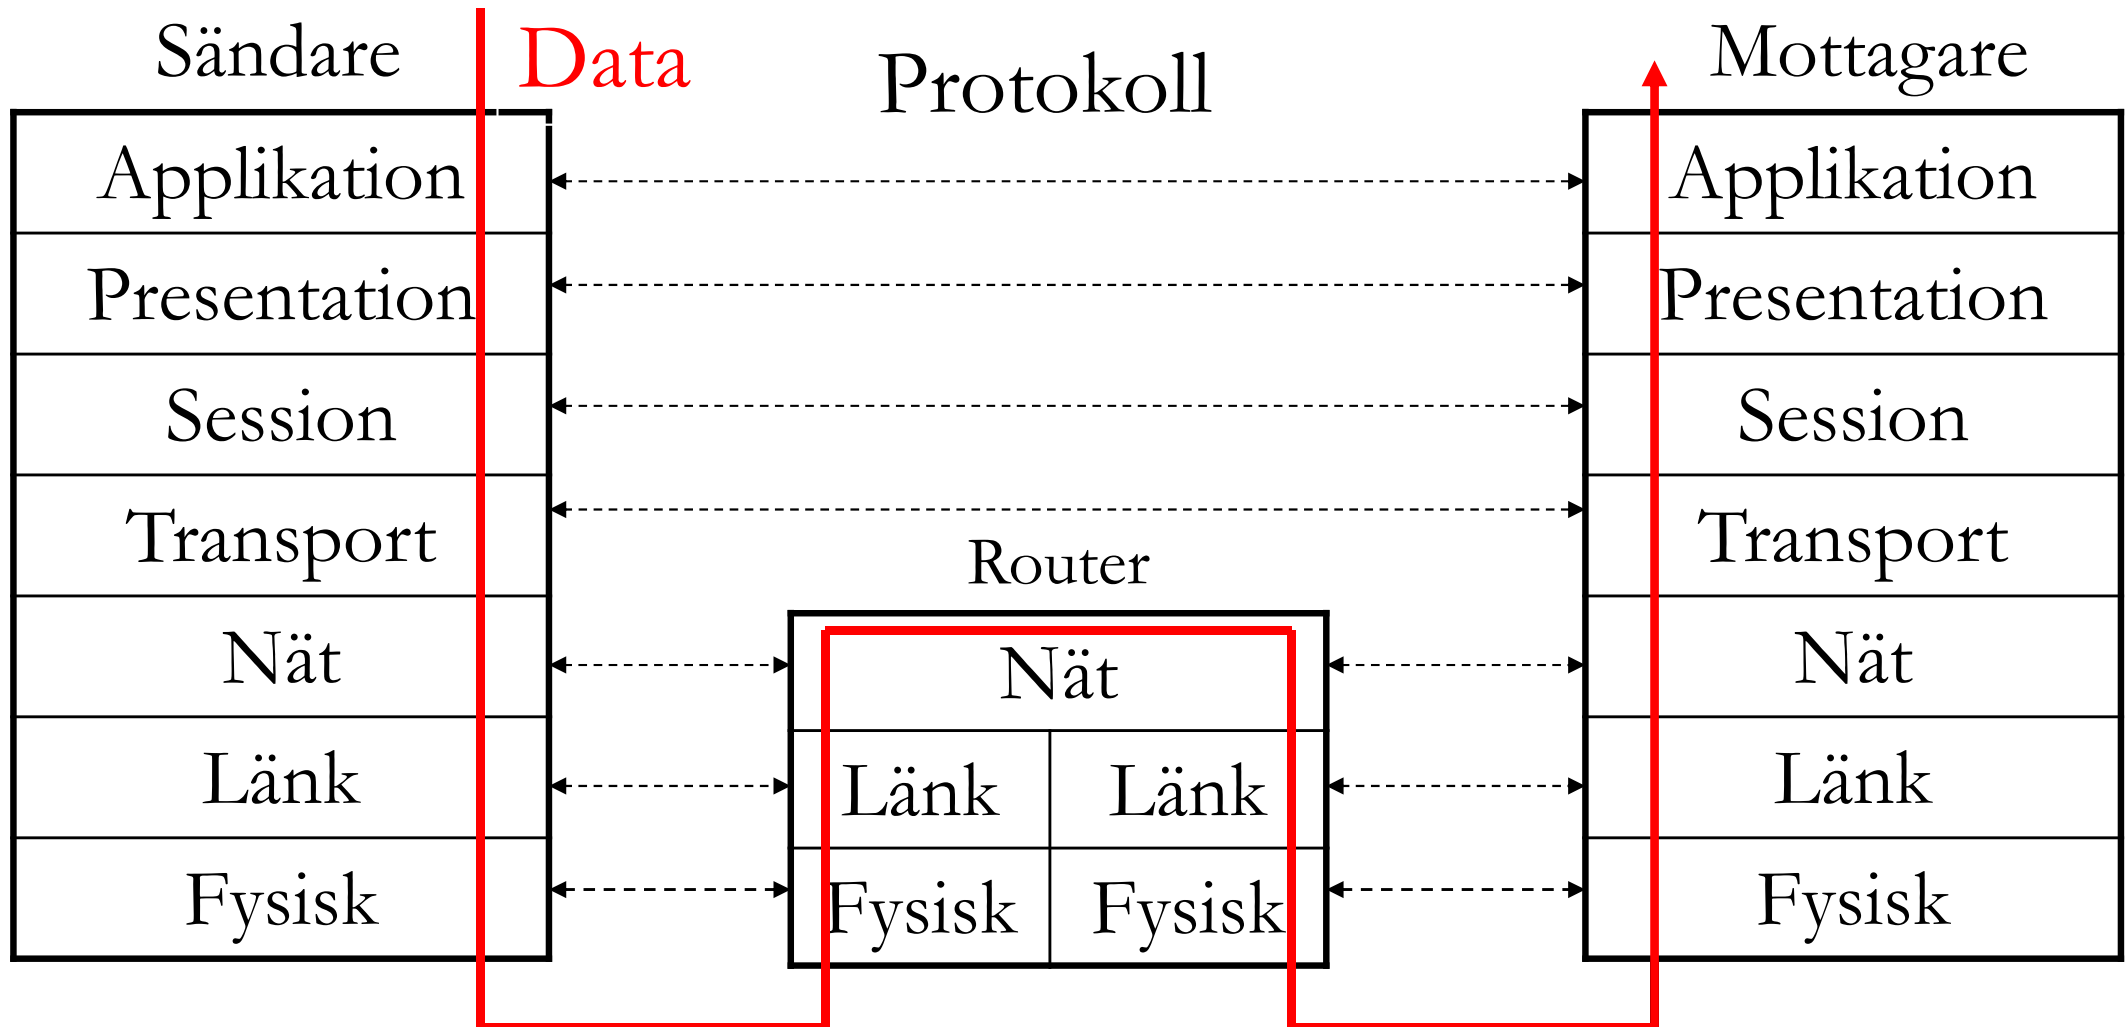 Sändare
Data
Protokoll
Mottagare
Applikation
Presentation
Session
Transport
Nät
Länk
Fysisk
Router
Nät
Länk Länk
Fysisk Fysisk
Applikation
Presentation
Session
Transport
Nät
Länk
Fysisk